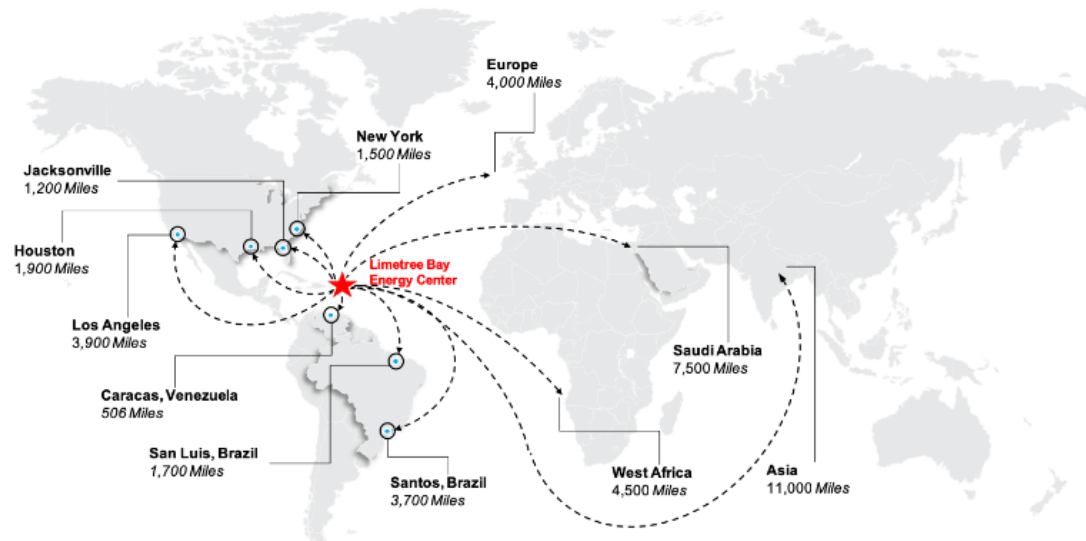 Europe
4,000 Miles
New York
1,500 Miles
Jacksonville
1,200 Miles
Houston
1,900 Miles
Limetree Bay
Energy Center
Los Angeles
3,900 Miles
Saudi Arabia
7,500 Miles
Caracas, Venezuela
506 Miles
San Luis, Brazil
1,700 Miles
Santos, Brazil
3,700 Miles
West Africa
4,500 Miles
Asia
11,000 Miles